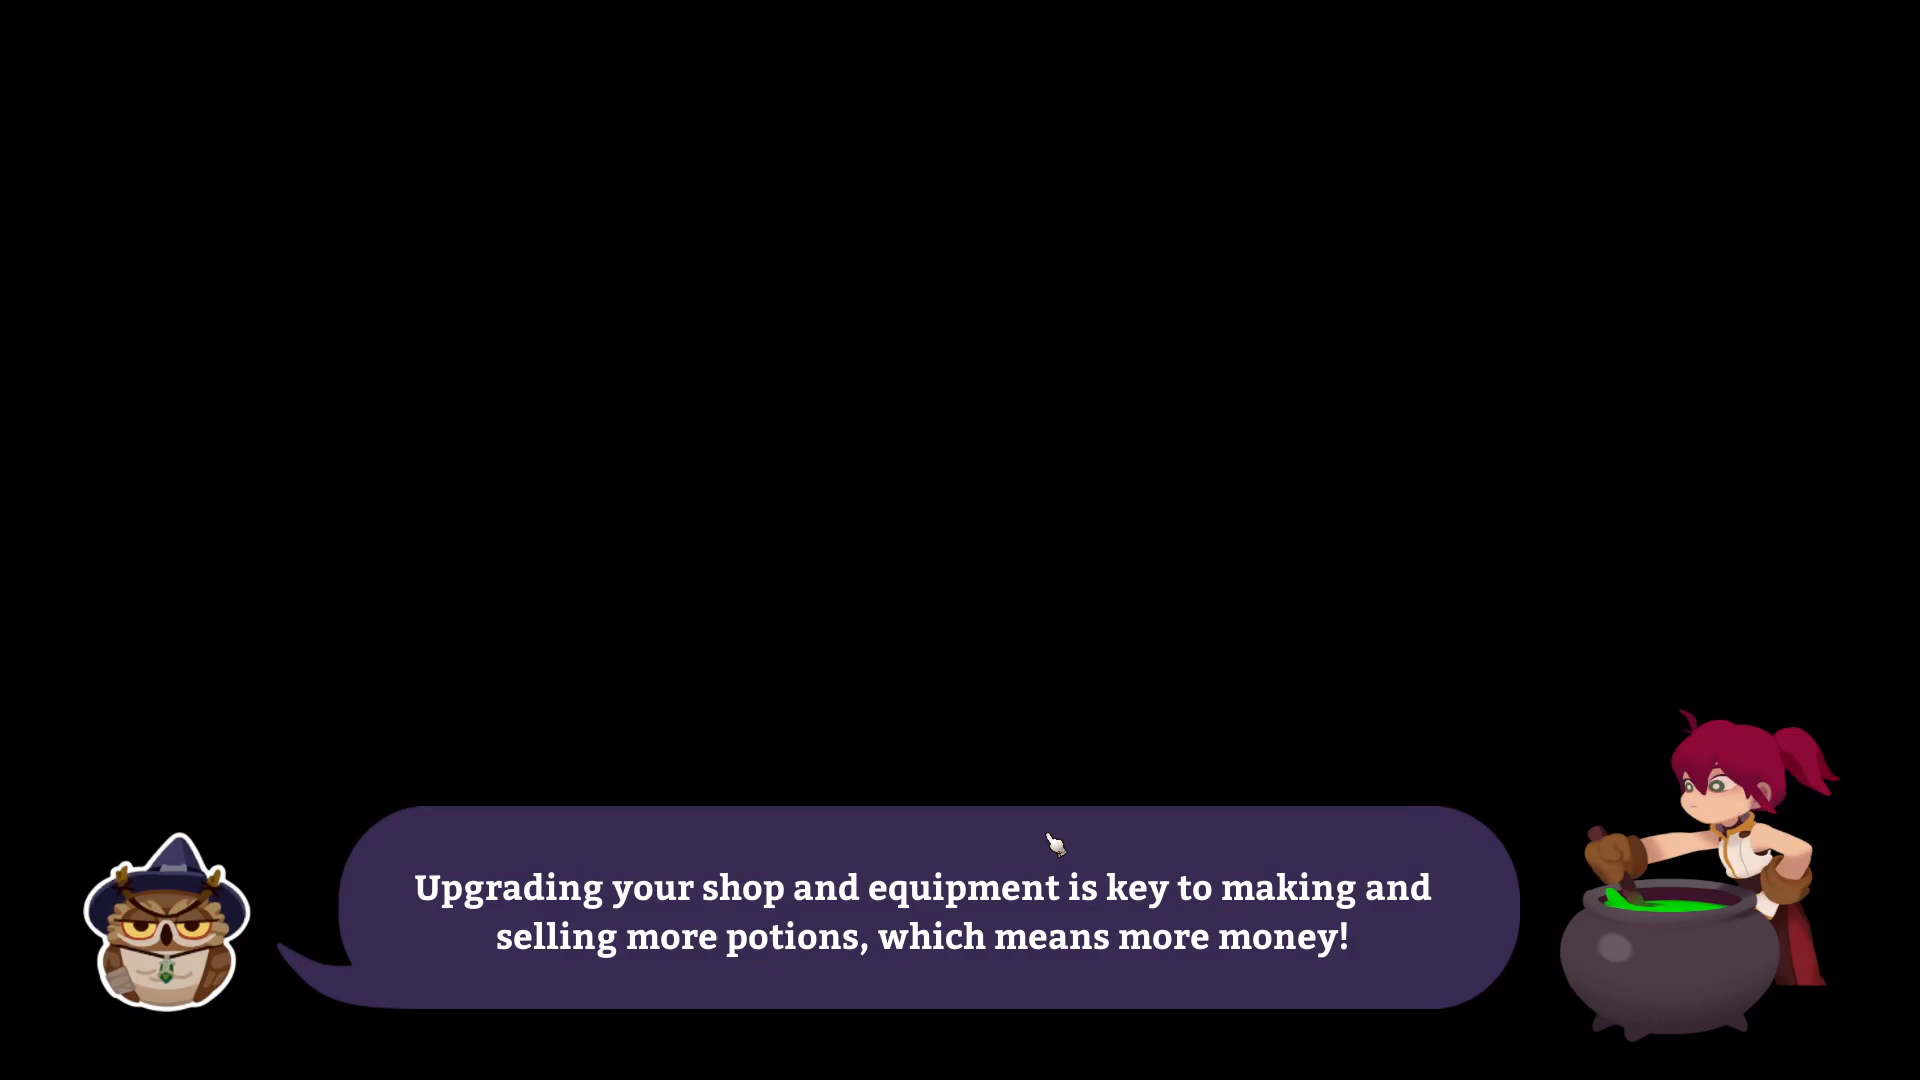 Upgrading your shop and equipment is key to making and
selling more potions, which means more money!